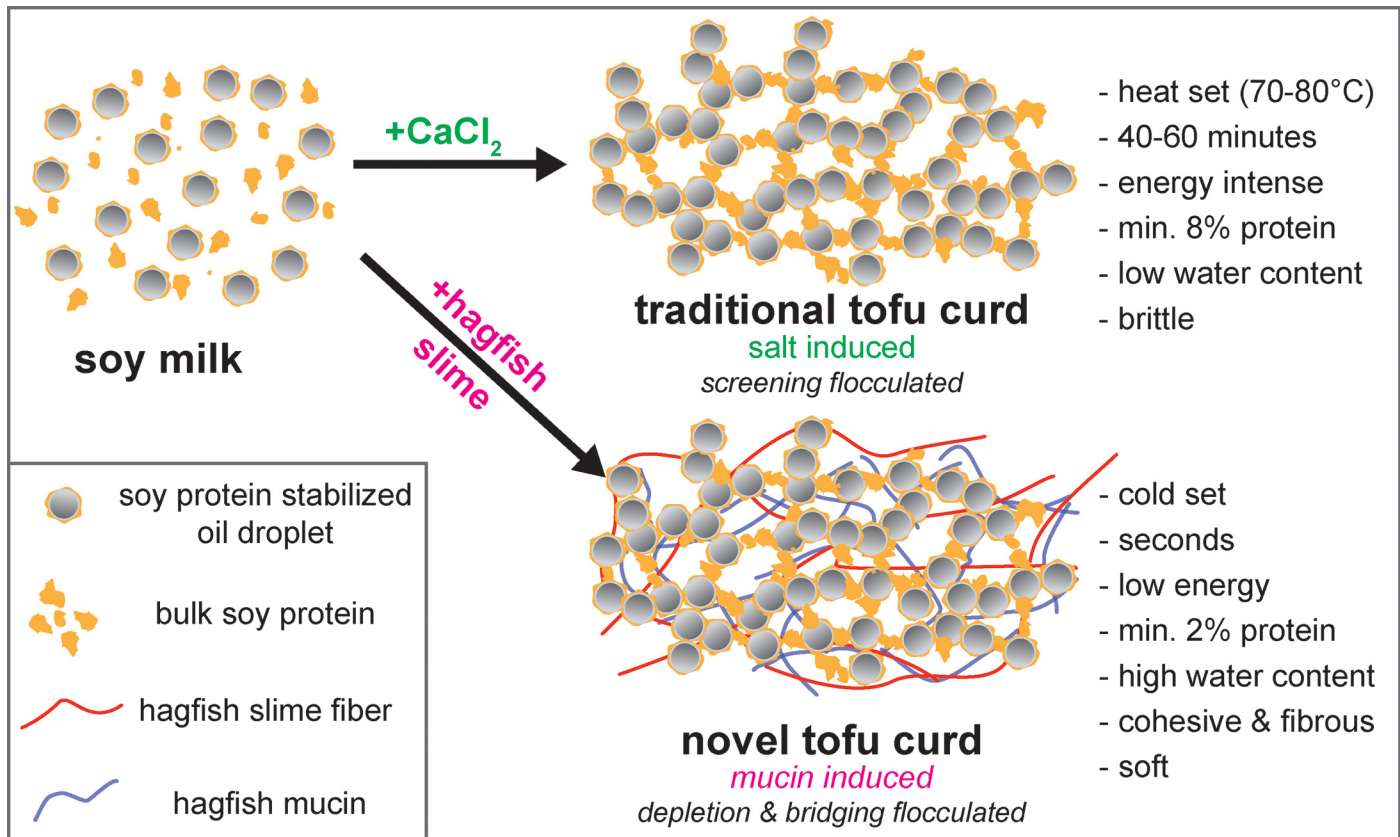 soy milk
+CaCl₂
traditional tofu curd
salt induced
screening flocculated
- heat set (70-80°C)
- 40-60 minutes
- energy intense
- min. 8% protein
- low water content
- brittle
+hagfish
slime
novel tofu curd
mucin induced
depletion & bridging flocculated
- cold set
- seconds
- low energy
- min. 2% protein
- high water content
- cohesive & fibrous
- soft
soy protein stabilized
oil droplet
bulk soy protein
hagfish slime fiber
hagfish mucin